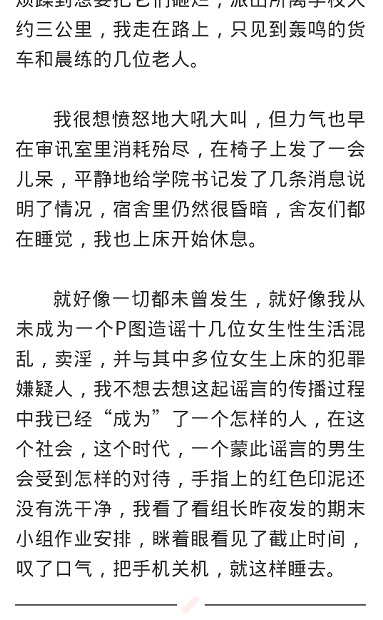 烦躁到想要把它们砸烂，派出所离学校大
约三公里，我走在路上，只见到轰鸣的货
车和晨练的几位老人。
我很想愤怒地大吼大叫，但力气也早
在审讯室里消耗殆尽，在椅子上发了一会
儿呆，平静地给学院书记发了几条消息说
明了情况，宿舍里仍然很昏暗，舍友们都
在睡觉，我也上床开始休息。
就好像一切都未曾发生，就好像我从
未成为一个P图造谣十几位女生性生活混
乱，卖淫，并与其中多位女生上床的犯罪
嫌疑人，我不想去想这起谣言的传播过程
中我已经“成为”了一个怎样的人，在这
个社会，这个时代，一个蒙此谣言的男生
会受到怎样的对待，手指上的红色印泥还
没有洗干净，我看了看组长昨夜发的期末
小组作业安排，眯着眼看见了截止时间，
叹了口气，把手机关机，就这样睡去。